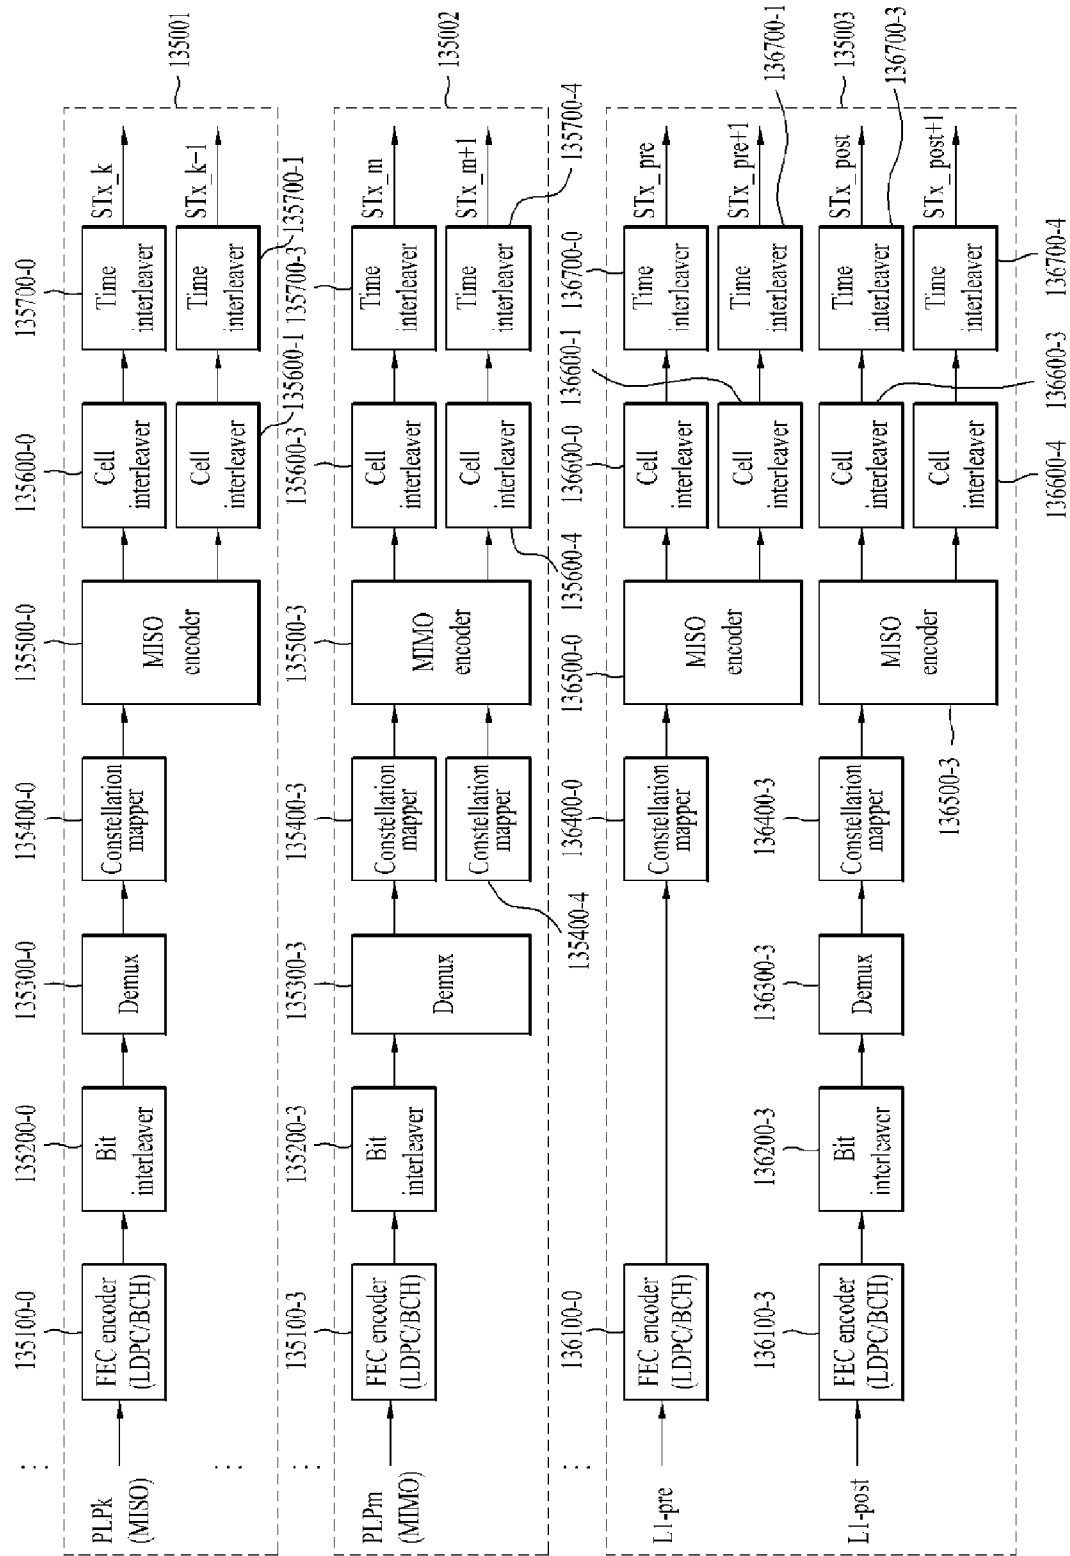 135001
135700-0
STx_k
Time
interleaver
STx_k-1
Time
interleaver
135700-1
135600-0
Cell
interleaver
Cell
interleaver
135600-1
135500-0
MISO
encoder
135400-0
Constellation
mapper
135300-0
Demux
135200-0
Bit
interleaver
135100-0
FEC encoder
(LDPC/BCH)
PLPk
(MISO)
135002
135700-3
STx_m
Time
interleaver
STx_m+1
Time
interleaver
135700-4
135600-3
Cell
interleaver
Cell
interleaver
135600-4
135500-3
MIMO
encoder
135400-3
Constellation
mapper
Constellation
mapper
135400-4
135300-3
Demux
135200-3
Bit
interleaver
135100-3
FEC encoder
(LDPC/BCH)
PLPm
(MIMO)
135003
136700-0
STx_pre
Time
interleaver
STx_pre+1
Time
interleaver
136700-1
136600-0
Cell
interleaver
136600-1
Cell
interleaver
136500-0
MISO
encoder
136400-0
Constellation
mapper
136100-0
FEC encoder
(LDPC/BCH)
L1-pre
STx_post
Time
interleaver
136700-3
STx_post+1
Time
interleaver
136700-4
Cell
interleaver
136600-3
Cell
interleaver
136600-4
MISO
encoder
136500-3
136400-3
Constellation
mapper
136300-3
Demux
136200-3
Bit
interleaver
136100-3
FEC encoder
(LDPC/BCH)
L1-post